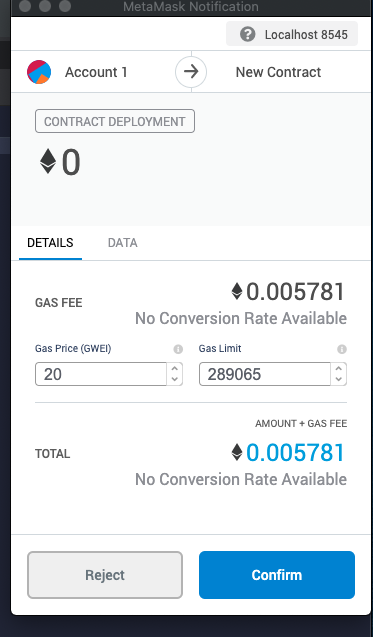 MetaMask Notification
Localhost 8545
Account 1 New Contract
CONTRACT DEPLOYMENT
0
DETAILS DATA
GAS FEE 0.005781
No Conversion Rate Available
Gas Price (GWEI) Gas Limit
20 289065
AMOUNT + GAS FEE
TOTAL 0.005781
No Conversion Rate Available
Reject Confirm